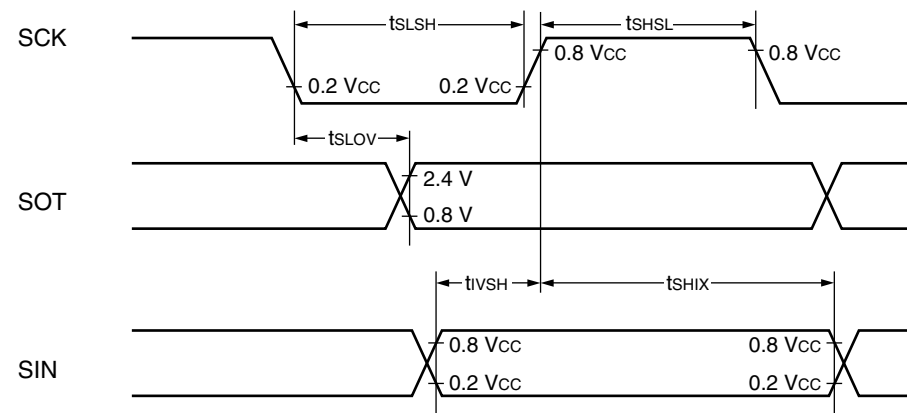 tSLSH tSHSL
SCK
0.8 VCC 0.8 VCC
0.2 VCC 0.2 VCC
tSLOV
SOT
2.4 V
0.8 V
tIVSH tSHIX
SIN
0.8 VCC 0.8 VCC
0.2 VCC 0.2 VCC